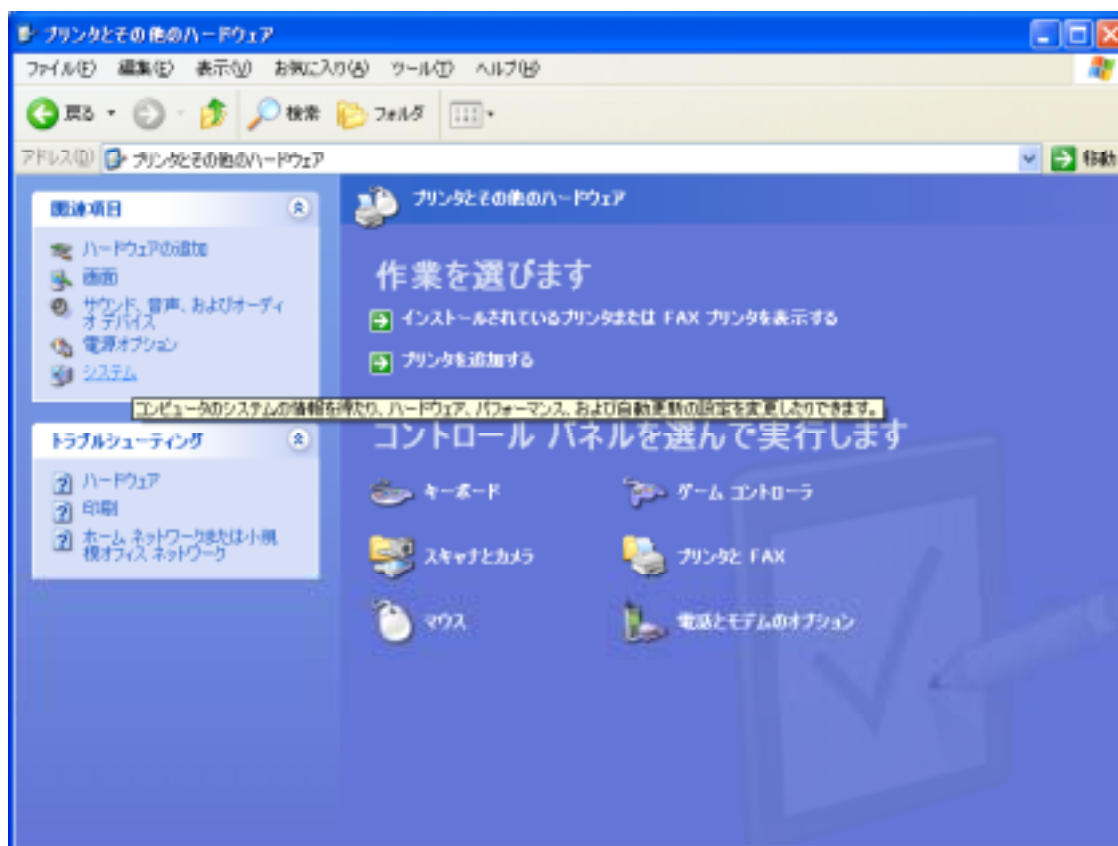 プリンタとその他のハードウェア
ファイル(F) 編集(E) 表示(V) お気に入り(A) ツール(T) ヘルプ(H)
戻る 検索 フォルダ
アドレス(D) プリンタとその他のハードウェア 移動
関連項目
ハードウェアの追加
画面
サウンド、音声、およびオーディ
オ デバイス
電源オプション
システム
トラブルシューティング
ハードウェア
印刷
ホーム ネットワークまたは小規
模オフィス ネットワーク
プリンタとその他のハードウェア
作業を選びます
インストールされているプリンタまたは FAX プリンタを表示する
プリンタを追加する
コンピュータのシステムの情報を得たり、ハードウェア、パフォーマンス、および自動更新の設定を変更したりできます。
コントロール パネルを選んで実行します
キーボード ゲーム コントローラ
スキャナとカメラ プリンタと FAX
マウス 電話とモデムのオプション